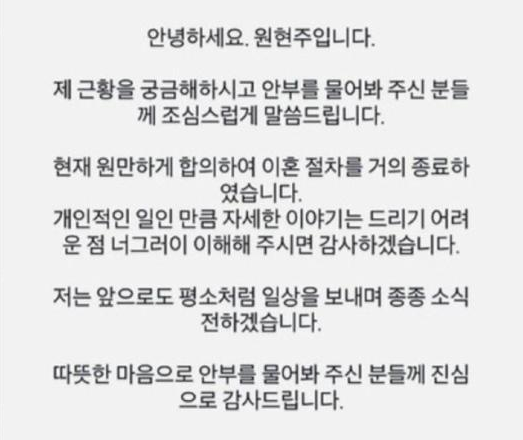 안녕하세요. 원현주입니다.
제 근황을 궁금해하시고 안부를 물어봐 주신 분들
께 조심스럽게 말씀드립니다.
현재 원만하게 합의하여 이혼 절차를 거의 종료하
였습니다.
개인적인 일인 만큼 자세한 이야기는 드리기 어려
운 점 너그러이 이해해 주시면 감사하겠습니다.
저는 앞으로도 평소처럼 일상을 보내며 종종 소식
전하겠습니다.
따뜻한 마음으로 안부를 물어봐 주신 분들께 진심
으로 감사드립니다.